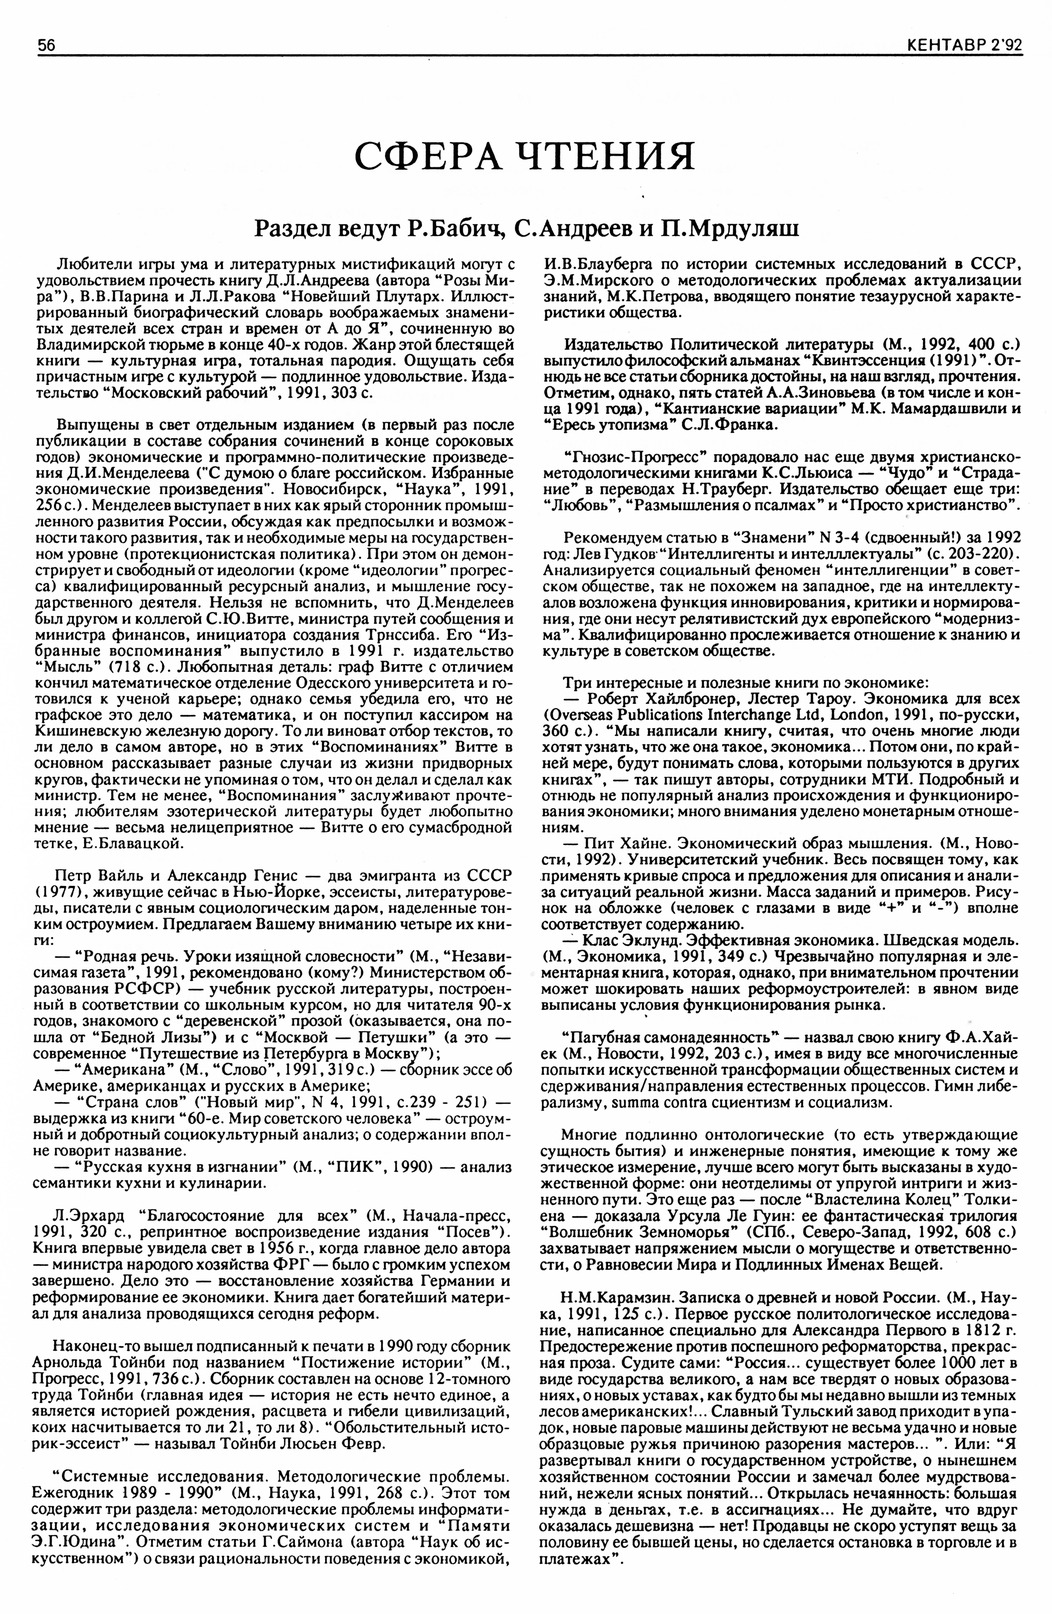 56
КЕНТАВР 2'92
СФЕРА ЧТЕНИЯ
Раздел ведут Р.Бабич, С.Андреев и П.Мрдуляш
Любители игры ума и литературных мистификаций могут с
удовольствием прочесть книгу Д.Л.Андреева (автора “Розы Ми-
ра”), В.В.Парина и Л.Л.Ракова “Новейший Плутарх. Иллюст-
рированный биографический словарь воображаемых знамени-
тых деятелей всех стран и времен от А до Я”, сочиненную во
Владимирской тюрьме в конце 40-х годов. Жанр этой блестящей
книги — культурная игра, тотальная пародия. Ощущать себя
причастным игре с культурой — подлинное удовольствие. Изда-
тельство “Московский рабочий”, 1991, 303 с.
Выпущены в свет отдельным изданием (в первый раз после
публикации в составе собрания сочинений в конце сороковых
годов) экономические и программно-политические произведе-
ния Д.И.Менделеева ("С думою о благе российском. Избранные
экономические произведения". Новосибирск, “Наука”, 1991,
256 с.). Менделеев выступает в них как ярый сторонник промыш-
ленного развития России, обсуждая как предпосылки и возмож-
ности такого развития, так и необходимые меры на государствен-
ном уровне (протекционистская политика). При этом он демон-
стрирует и свободный от идеологии (кроме “идеологии” прогрес-
са) квалифицированный ресурсный анализ, и мышление госу-
дарственного деятеля. Нельзя не вспомнить, что Д.Менделеев
был другом и коллегой С.Ю.Витте, министра путей сообщения и
министра финансов, инициатора создания Трнссиба. Его “Из-
бранные воспоминания” выпустило в 1991 г. издательство
“Мысль” (718 с.). Любопытная деталь: граф Витте с отличием
кончил математическое отделение Одесского университета и го-
товился к ученой карьере; однако семья убедила его, что не
графское это дело — математика, и он поступил кассиром на
Кишиневскую железную дорогу. То ли виноват отбор текстов, то
ли дело в самом авторе, но в этих “Воспоминаниях” Витте в
основном рассказывает разные случаи из жизни придворных
кругов, фактически не упоминая о том, что он делал и сделал как
министр. Тем не менее, “Воспоминания” заслуживают прочте-
ния; любителям эзотерической литературы будет любопытно
мнение — весьма нелицеприятное — Витте о его сумасбродной
тетке, Е.Блавацкой.
Петр Вайль и Александр Генис — два эмигранта из СССР
(1977), живущие сейчас в Нью-Йорке, эссеисты, литературове-
ды, писатели с явным социологическим даром, наделенные тон-
ким остроумием. Предлагаем Вашему вниманию четыре их кни-
ги:
— “Родная речь. Уроки изящной словесности” (М., “Незави-
симая газета”, 1991, рекомендовано (кому?) Министерством об-
разования РСФСР) — учебник русской литературы, построен-
ный в соответствии со школьным курсом, но для читателя 90-х
годов, знакомого с “деревенской” прозой (оказывается, она по-
шла от “Бедной Лизы”) и с “Москвой — Петушки” (а это —
современное “Путешествие из Петербурга в Москву”);
— “Американа” (М., “Слово”, 1991, 319 с.) — сборник эссе об
Америке, американцах и русских в Америке;
— “Страна слов” ("Новый мир", N 4, 1991, с.239 - 251) —
выдержка из книги “60-е. Мир советского человека” — остроум-
ный и добротный социокультурный анализ; о содержании впол-
не говорит название.
— “Русская кухня в изгнании” (М., “ПИК”, 1990) — анализ
семантики кухни и кулинарии.
Л.Эрхард “Благосостояние для всех” (М., Начала-пресс,
1991, 320 с., репринтное воспроизведение издания “Посев”).
Книга впервые увидела свет в 1956 г., когда главное дело автора
— министра народного хозяйства ФРГ — было с громким успехом
завершено. Дело это — восстановление хозяйства Германии и
реформирование ее экономики. Книга дает богатейший матери-
ал для анализа проводящихся сегодня реформ.
Наконец-то вышел подписанный к печати в 1990 году сборник
Арнольда Тойнби под названием “Постижение истории” (М.,
Прогресс, 1991, 736 с.). Сборник составлен на основе 12-томного
труда Тойнби (главная идея — история не есть нечто единое, а
является историей рождения, расцвета и гибели цивилизаций,
коих насчитывается то ли 21, то ли 8). “Обольстительный исто-
рик-эссеист” — называл Тойнби Люсьен Февр.
“Системные исследования. Методологические проблемы.
Ежегодник 1989 - 1990” (М., Наука, 1991, 268 с.). Этот том
содержит три раздела: методологические проблемы информати-
зации, исследования экономических систем и “Памяти
Э.Г.Юдина”. Отметим статьи Г.Саймона (автора “Наук об ис-
кусственном”) о связи рациональности поведения с экономикой,
И.В.Блауберга по истории системных исследований в СССР,
Э.М.Мирского о методологических проблемах актуализации
знаний, М.К.Петрова, вводящего понятие тезаурусной характе-
ристики общества.
Издательство Политической литературы (М., 1992, 400 с.)
выпустило философский альманах “Квинтэссенция (1991)”. От-
нюдь не все статьи сборника достойны, на наш взгляд, прочтения.
Отметим, однако, пять статей А.А.Зиновьева (в том числе и кон-
ца 1991 года), “Кантианские вариации” М.К. Мамардашвили и
“Ересь утопизма” С.Л.Франка.
“Гнозис-Прогресс” порадовало нас еще двумя христианско-
методологическими книгами К.С.Льюиса — “Чудо” и “Страда-
ние” в переводах Н.Трауберг. Издательство обещает еще три:
“Любовь”, “Размышления о псалмах” и “Просто христианство”.
Рекомендуем статью в “Знамени” N 3-4 (сдвоенный!) за 1992
год: Лев Гудков “Интеллигенты и интелллектуалы” (с. 203-220).
Анализируется социальный феномен “интеллигенции” в совет-
ском обществе, так не похожем на западное, где на интеллекту-
алов возложена функция инновирования, критики и нормирова-
ния, где они несут релятивистский дух европейского “модерниз-
ма”. Квалифицированно прослеживается отношение к знанию и
культуре в советском обществе.
Три интересные и полезные книги по экономике:
— Роберт Хайлбронер, Лестер Тароу. Экономика для всех
(Overseas Publications Interchange Ltd, London, 1991, по-русски,
360 с.). “Мы написали книгу, считая, что очень многие люди
хотят узнать, что же она такое, экономика... Потом они, по край-
ней мере, будут понимать слова, которыми пользуются в других
книгах”, — так пишут авторы, сотрудники МТИ. Подробный и
отнюдь не популярный анализ происхождения и функциониро-
вания экономики; много внимания уделено монетарным отноше-
ниям.
— Пит Хайне. Экономический образ мышления. (М., Ново-
сти, 1992). Университетский учебник. Весь посвящен тому, как
применять кривые спроса и предложения для описания и анали-
за ситуаций реальной жизни. Масса заданий и примеров. Рису-
нок на обложке (человек с глазами в виде “+” и “-”) вполне
соответствует содержанию.
— Клас Эклунд. Эффективная экономика. Шведская модель.
(М., Экономика, 1991, 349 с.) Чрезвычайно популярная и эле-
ментарная книга, которая, однако, при внимательном прочтении
может шокировать наших реформоустроителей: в явном виде
выписаны условия функционирования рынка.
“Пагубная самонадеянность” — назвал свою книгу Ф.А.Хай-
ек (М., Новости, 1992, 203 с.), имея в виду все многочисленные
попытки искусственной трансформации общественных систем и
сдерживания/направления естественных процессов. Гимн либе-
рализму, summa contra сциентизм и социализм.
Многие подлинно онтологические (то есть утверждающие
сущность бытия) и инженерные понятия, имеющие к тому же
этическое измерение, лучше всего могут быть высказаны в худо-
жественной форме: они неотделимы от упругой интриги и жиз-
ненного пути. Это еще раз — после “Властелина Колец” Толки-
ена — доказала Урсула Ле Гуин: ее фантастическая трилогия
“Волшебник Земноморья” (СПб., Северо-Запад, 1992, 608 с.)
захватывает напряжением мысли о могуществе и ответственно-
сти, о Равновесии Мира и Подлинных Именах Вещей.
Н.М.Карамзин. Записка о древней и новой России. (М., Нау-
ка, 1991, 125 с.). Первое русское политологическое исследова-
ние, написанное специально для Александра Первого в 1812 г.
Предостережение против поспешного реформаторства, прекрас-
ная проза. Судите сами: “Россия... существует более 1000 лет в
виде государства великого, а нам все твердят о новых образова-
ниях, о новых уставах, как будто бы мы недавно вышли из темных
лесов американских!... Славный Тульский завод приходит в упа-
док, новые паровые машины действуют не весьма удачно и новые
образцовые ружья причиною разорения мастеров... ”. Или: “Я
развертывал книги о государственном устройстве, о нынешнем
хозяйственном состоянии России и замечал более мудрствова-
ний, нежели ясных понятий... Открылась нечаянность: большая
нужда в деньгах, т.е. в ассигнациях... Не думайте, что вдруг
оказалась дешевизна — нет! Продавцы не скоро уступят вещь за
половину ее бывшей цены, но сделается остановка в торговле и в
платежах”.